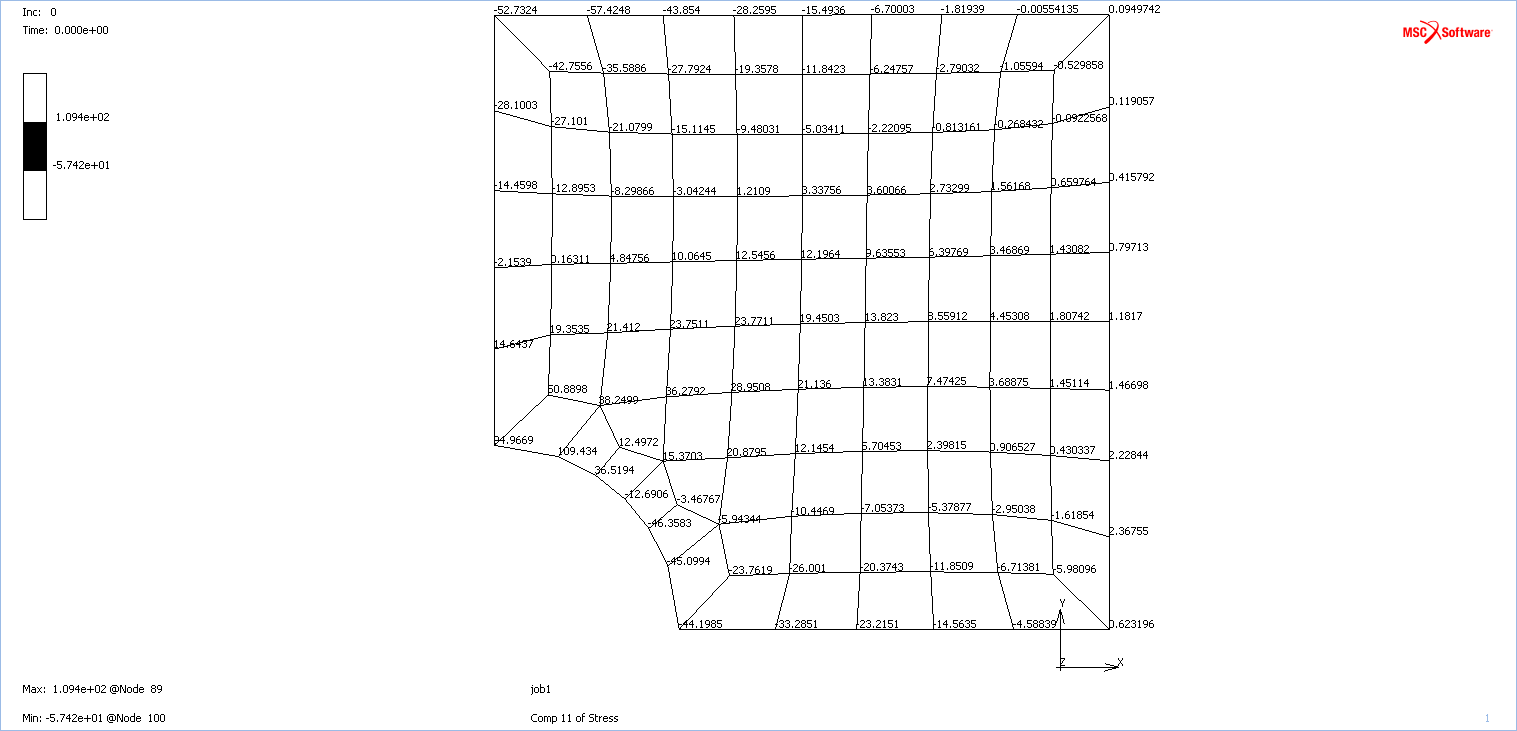 Inc: 0
Time: 0.000e+00
MSC Software
1.094e+02
-5.742e+01
-52.7324 -57.4248 -43.854 -28.2595 -15.4936 -6.70003 -1.81939 -0.00554135 0.0949742
-42.7556 -35.5886 -27.7924 -19.3578 -11.8423 -6.24757 -2.79032 -1.05594 -0.529858
-28.1003 -27.101 -21.0799 -15.1145 -9.48031 -5.03411 -2.22095 -0.813161 -0.268432 -0.0922568 0.119057
-14.4598 -12.8953 -8.29866 -3.04244 1.2109 3.33756 3.60066 2.73299 1.56168 0.659764 0.415792
-2.1539 0.16311 4.84756 10.0645 12.5456 12.1964 9.63553 6.39769 3.46869 1.43082 0.79713
14.6437 19.3535 21.412 23.7511 23.7711 19.4503 13.823 8.55912 4.45308 1.80742 1.1817
50.8898 38.2499 36.2792 28.9508 21.136 13.3831 7.47425 3.68875 1.45114 1.46698
94.9669 109.434 12.4972 15.3703 20.8795 12.1454 5.70453 2.39815 0.906527 0.430337 2.22844
36.5194
-12.6906 -3.46767
-46.3583 -5.94344 -10.4469 -7.05373 -5.37877 -2.95038 -1.61854 2.36755
-45.0994 -23.7619 -26.001 -20.3743 -11.8509 -6.71381 -5.98096
-44.1985 -33.2851 -23.2151 -14.5635 -4.58839 0.623196
Y
Z X
Max: 1.094e+02 @Node 89
job1
Min: -5.742e+01 @Node 100
Comp 11 of Stress
1